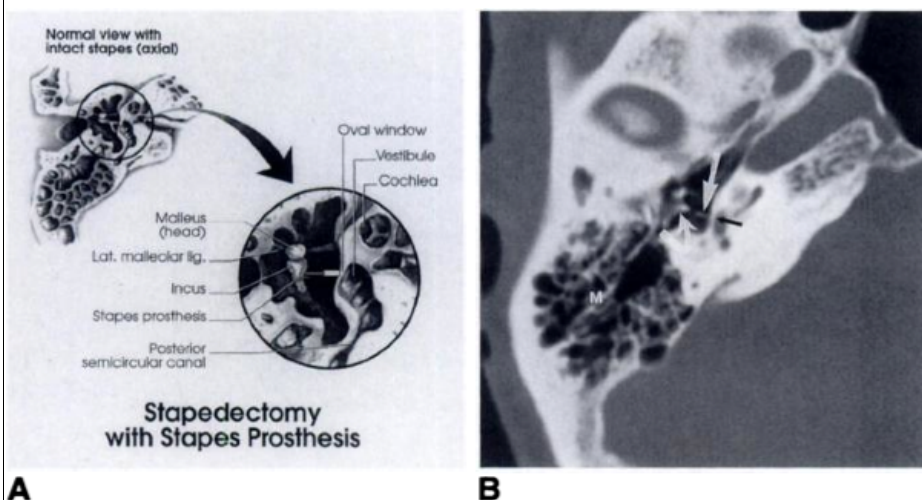 Normal view with
intact stapes (axial)
Oval window
Vestibule
Cochlea
Malleus
(head)
Lat. malleolar lig.
Incus
Stapes prosthesis
Posterior
semicircular canal
Stapedectomy
with Stapes Prosthesis
M
A
B